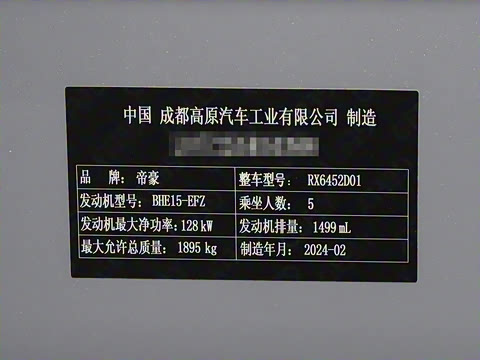 中国 成都高原汽车工业有限公司 制造
品 牌：帝豪 整车型号： RX6452D01
发动机型号：BHE15-EFZ 乘坐人数： 5
发动机最大净功率：128 kW 发动机排量：1499 mL
最大允许总质量： 1895 kg 制造年月：2024-02